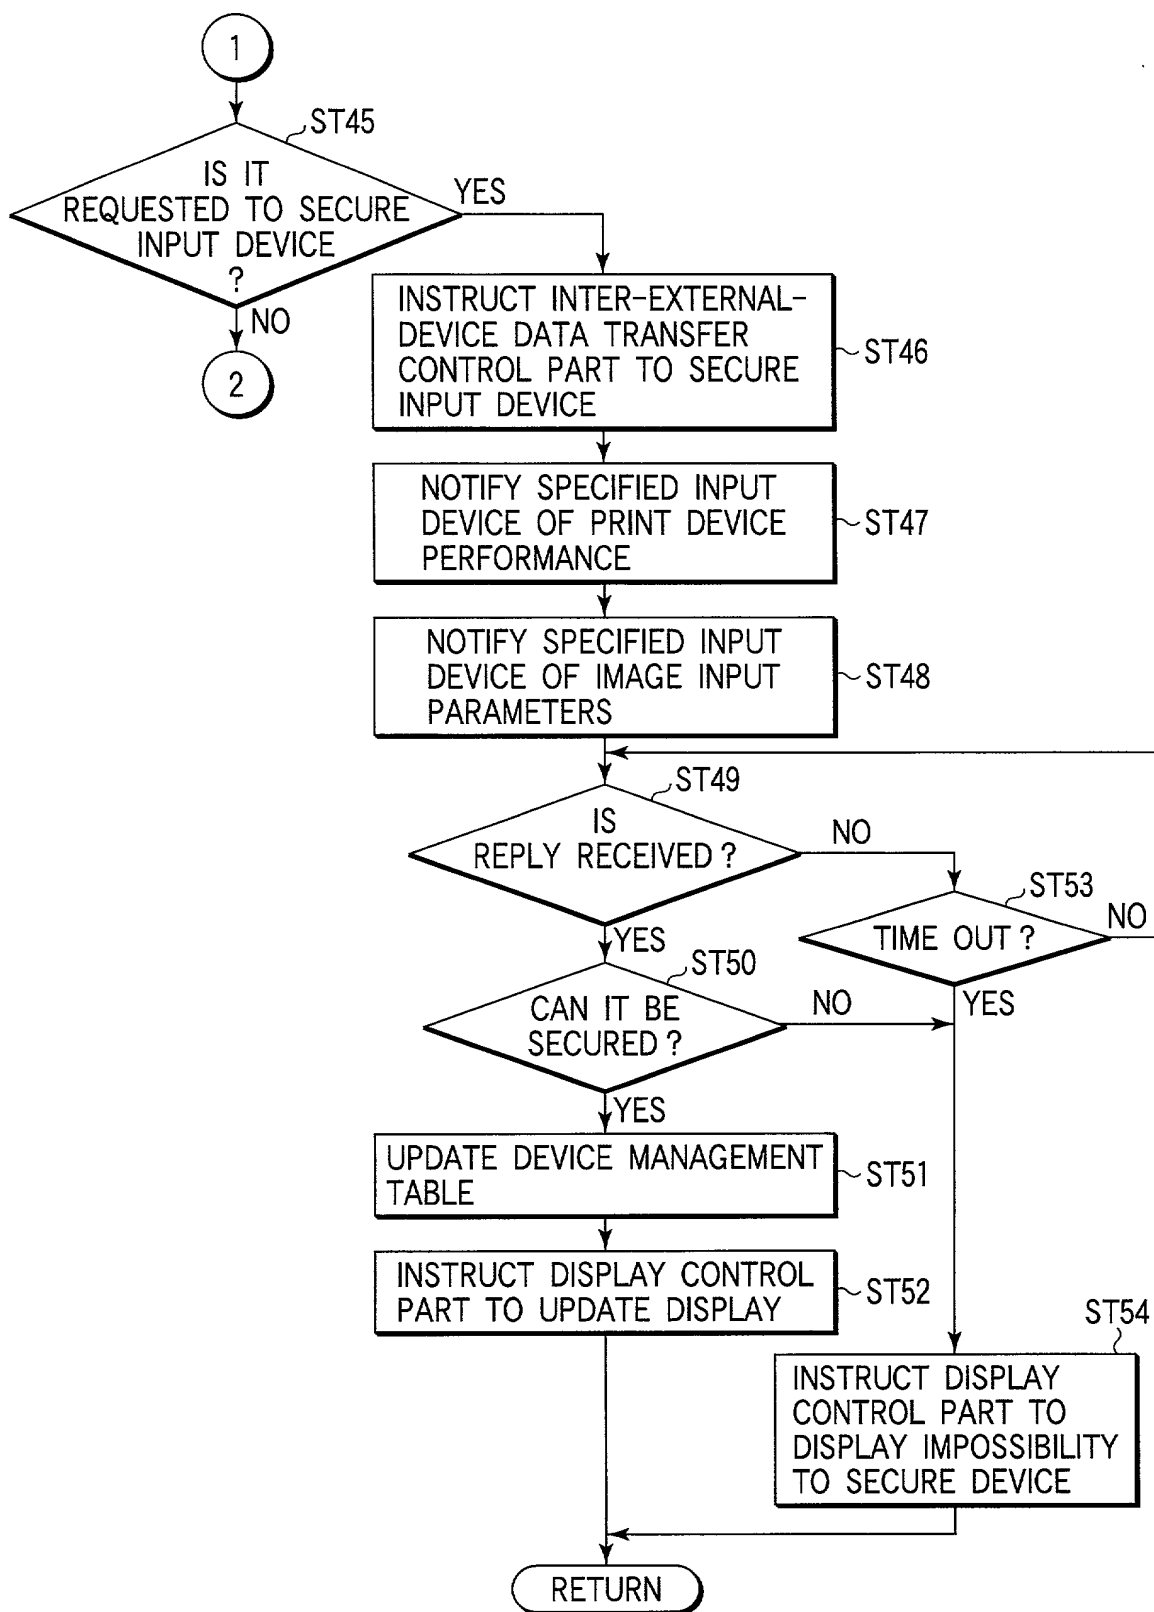 1
ST45
IS IT
REQUESTED TO SECURE
INPUT DEVICE
?
YES
NO
2
INSTRUCT INTER-EXTERNAL-
DEVICE DATA TRANSFER
CONTROL PART TO SECURE
INPUT DEVICE
ST46
NOTIFY SPECIFIED INPUT
DEVICE OF PRINT DEVICE
PERFORMANCE
ST47
NOTIFY SPECIFIED INPUT
DEVICE OF IMAGE INPUT
PARAMETERS
ST48
ST49
IS
REPLY RECEIVED ?
NO
YES
ST53
TIME OUT ?
NO
YES
ST50
CAN IT BE
SECURED ?
NO
YES
UPDATE DEVICE MANAGEMENT
TABLE
ST51
INSTRUCT DISPLAY CONTROL
PART TO UPDATE DISPLAY
ST52
ST54
INSTRUCT DISPLAY
CONTROL PART TO
DISPLAY IMPOSSIBILITY
TO SECURE DEVICE
RETURN